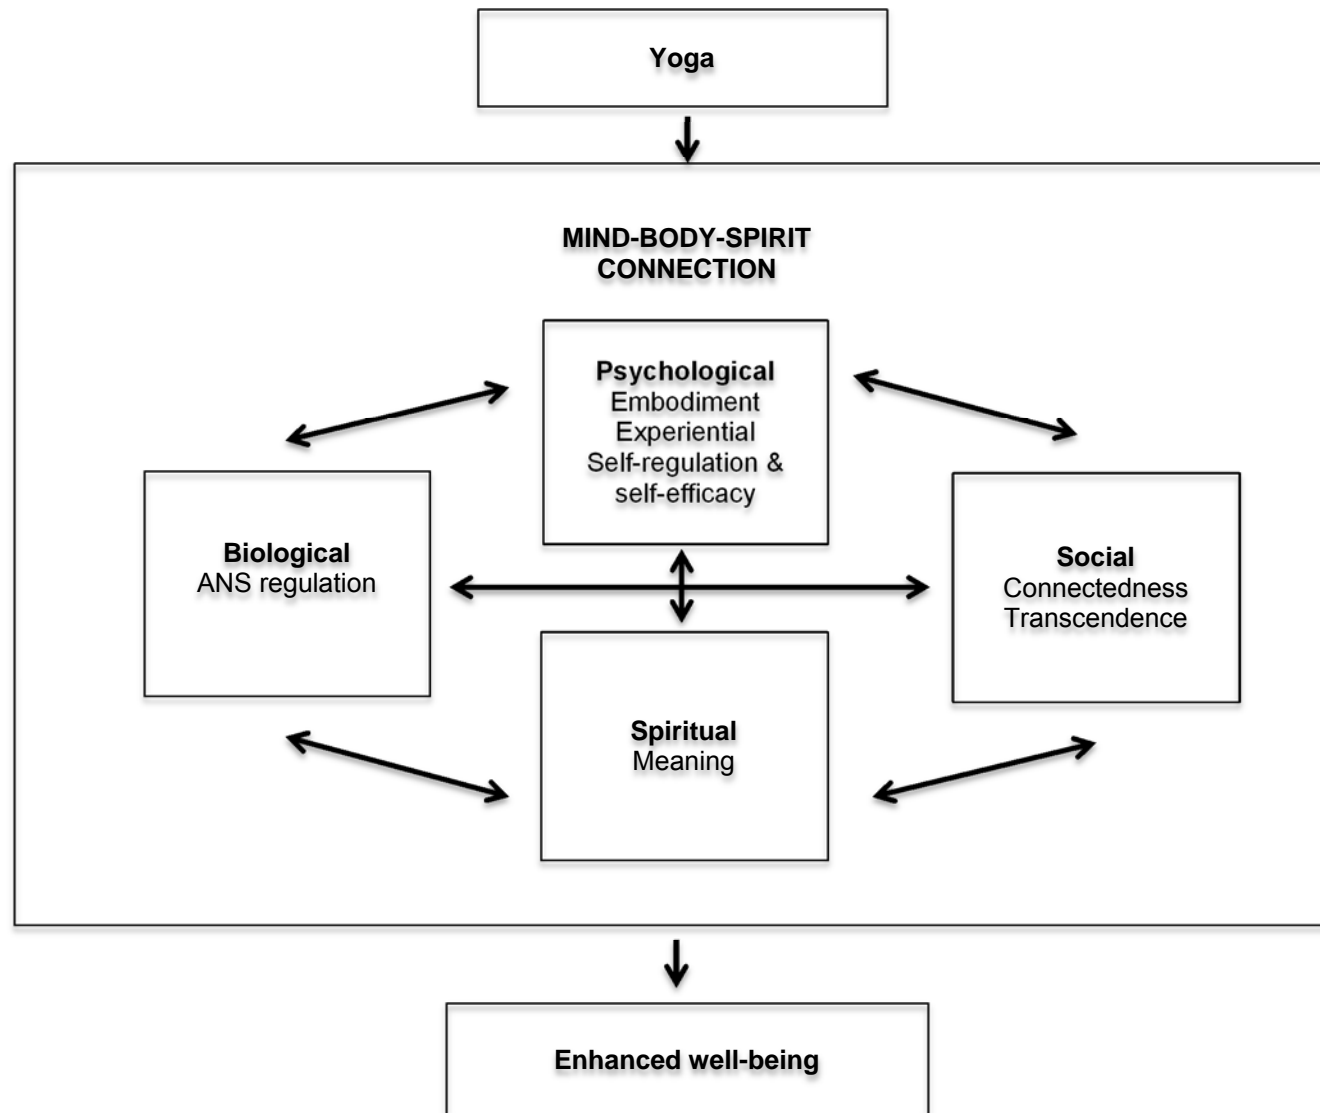 Yoga
MIND-BODY-SPIRIT
CONNECTION
Psychological
Embodiment
Experiential
Self-regulation &
self-efficacy
Biological
ANS regulation
Social
Connectedness
Transcendence
Spiritual
Meaning
Enhanced well-being